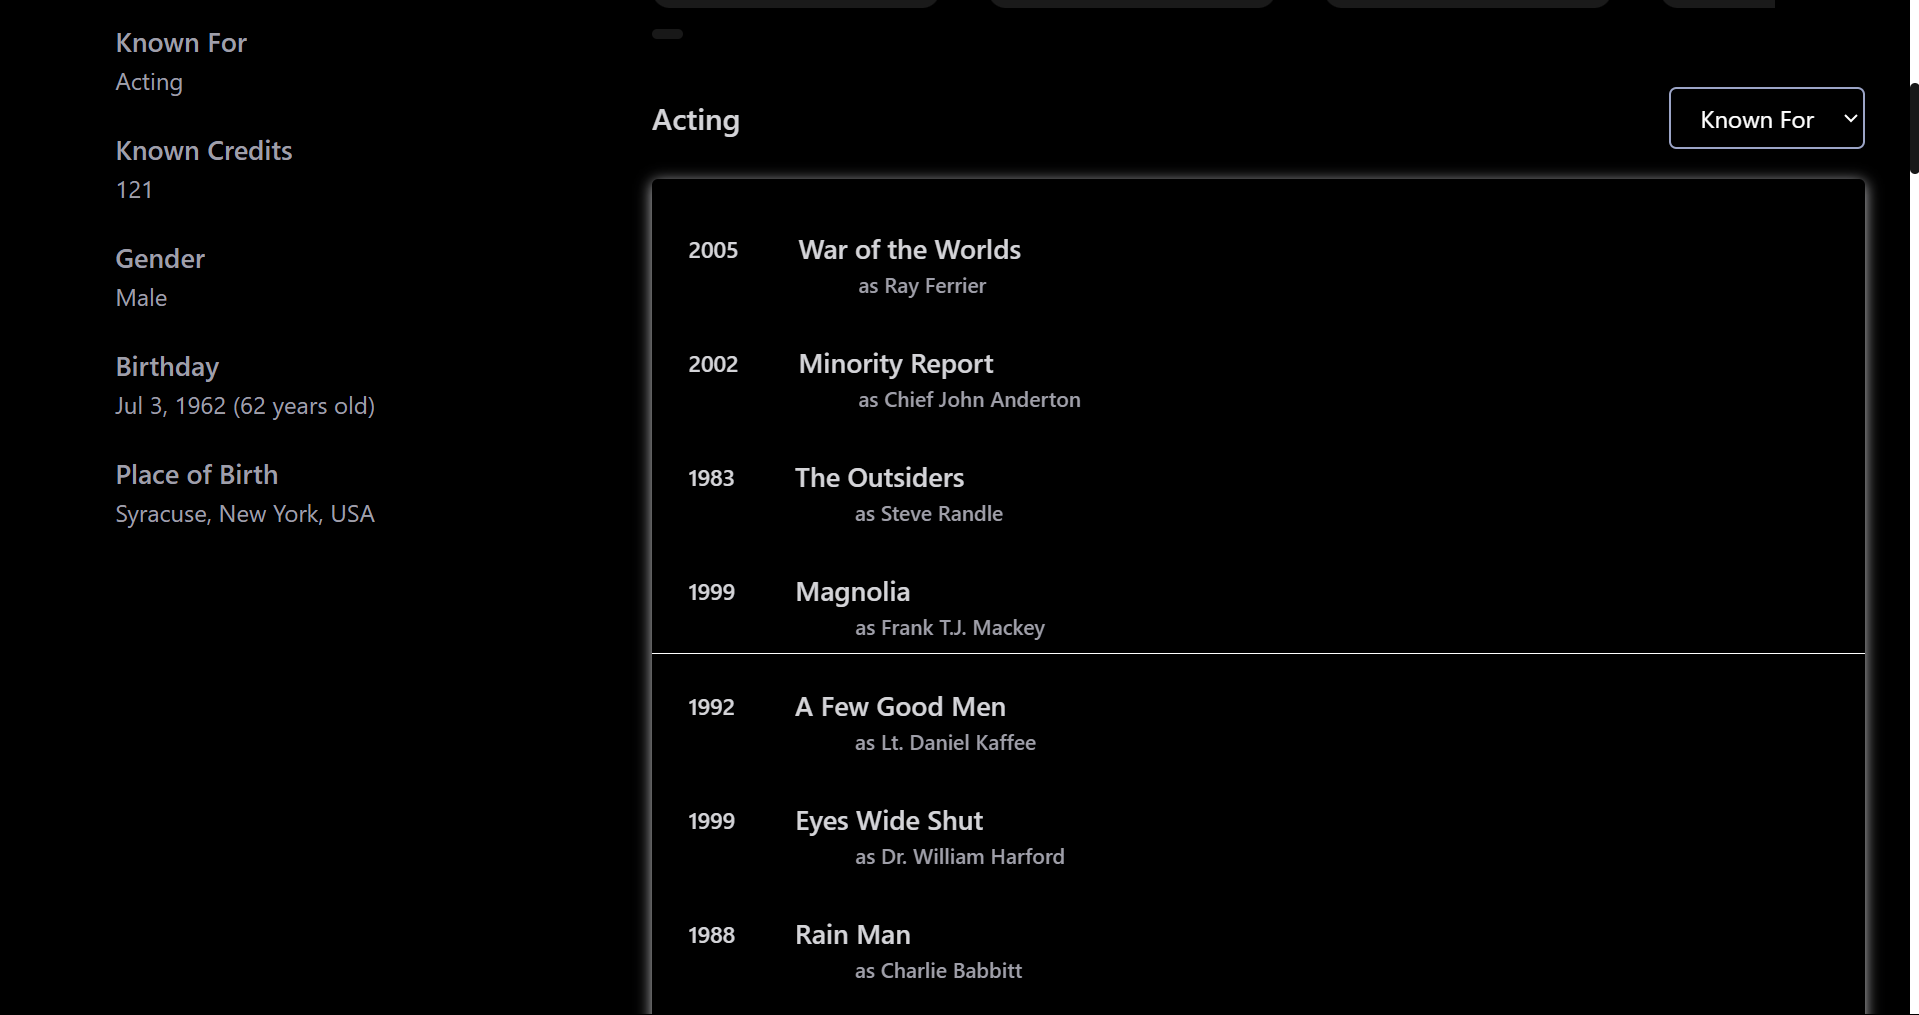 Known For
Acting
Known Credits
121
Gender
Male
Birthday
Jul 3, 1962 (62 years old)
Place of Birth
Syracuse, New York, USA
Acting
Known For
2005 War of the Worlds
as Ray Ferrier
2002 Minority Report
as Chief John Anderton
1983 The Outsiders
as Steve Randle
1999 Magnolia
as Frank T.J. Mackey
1992 A Few Good Men
as Lt. Daniel Kaffee
1999 Eyes Wide Shut
as Dr. William Harford
1988 Rain Man
as Charlie Babbitt